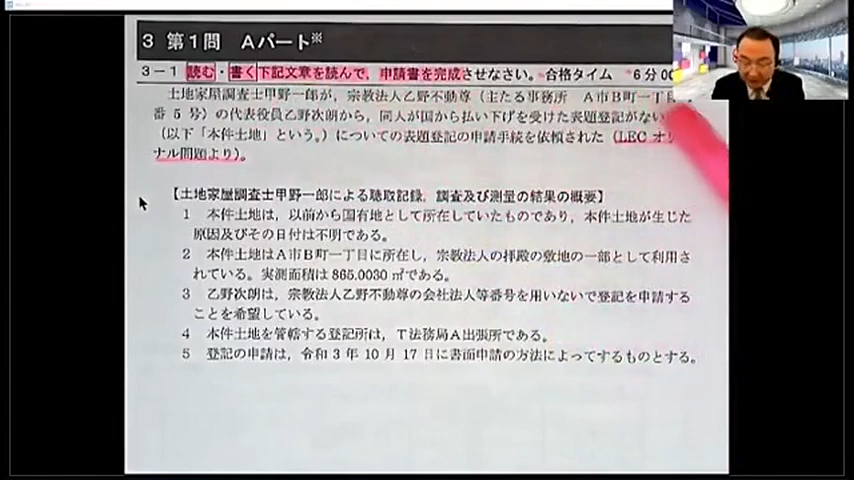 3 第1問 Aパート※
3－1 読む・書く下記文章を読んで，申請書を完成させなさい。 合格タイム 6分00
土地家屋調査士甲野一郎が，宗教法人乙野不動尊（主たる事務所 A市B町一丁目
番5号）の代表役員乙野次朗から，同人が国から払い下げを受けた表題登記がない
（以下「本件土地」という。）についての表題登記の申請手続を依頼された（LEC オリ
ナル問題より）。
【土地家屋調査士甲野一郎による聴取記録，調査及び測量の結果の概要】
1 本件土地は，以前から国有地として所在していたものであり，本件土地が生じた
原因及びその日付は不明である。
2 本件土地はA市B町一丁目に所在し，宗教法人の拝殿の敷地の一部として利用さ
れている。実測面積は865.0030 ㎡である。
3 乙野次朗は，宗教法人乙野不動尊の会社法人等番号を用いないで登記を申請する
ことを希望している。
4 本件土地を管轄する登記所は，T法務局A出張所である。
5 登記の申請は，令和3年10月17日に書面申請の方法によってするものとする。